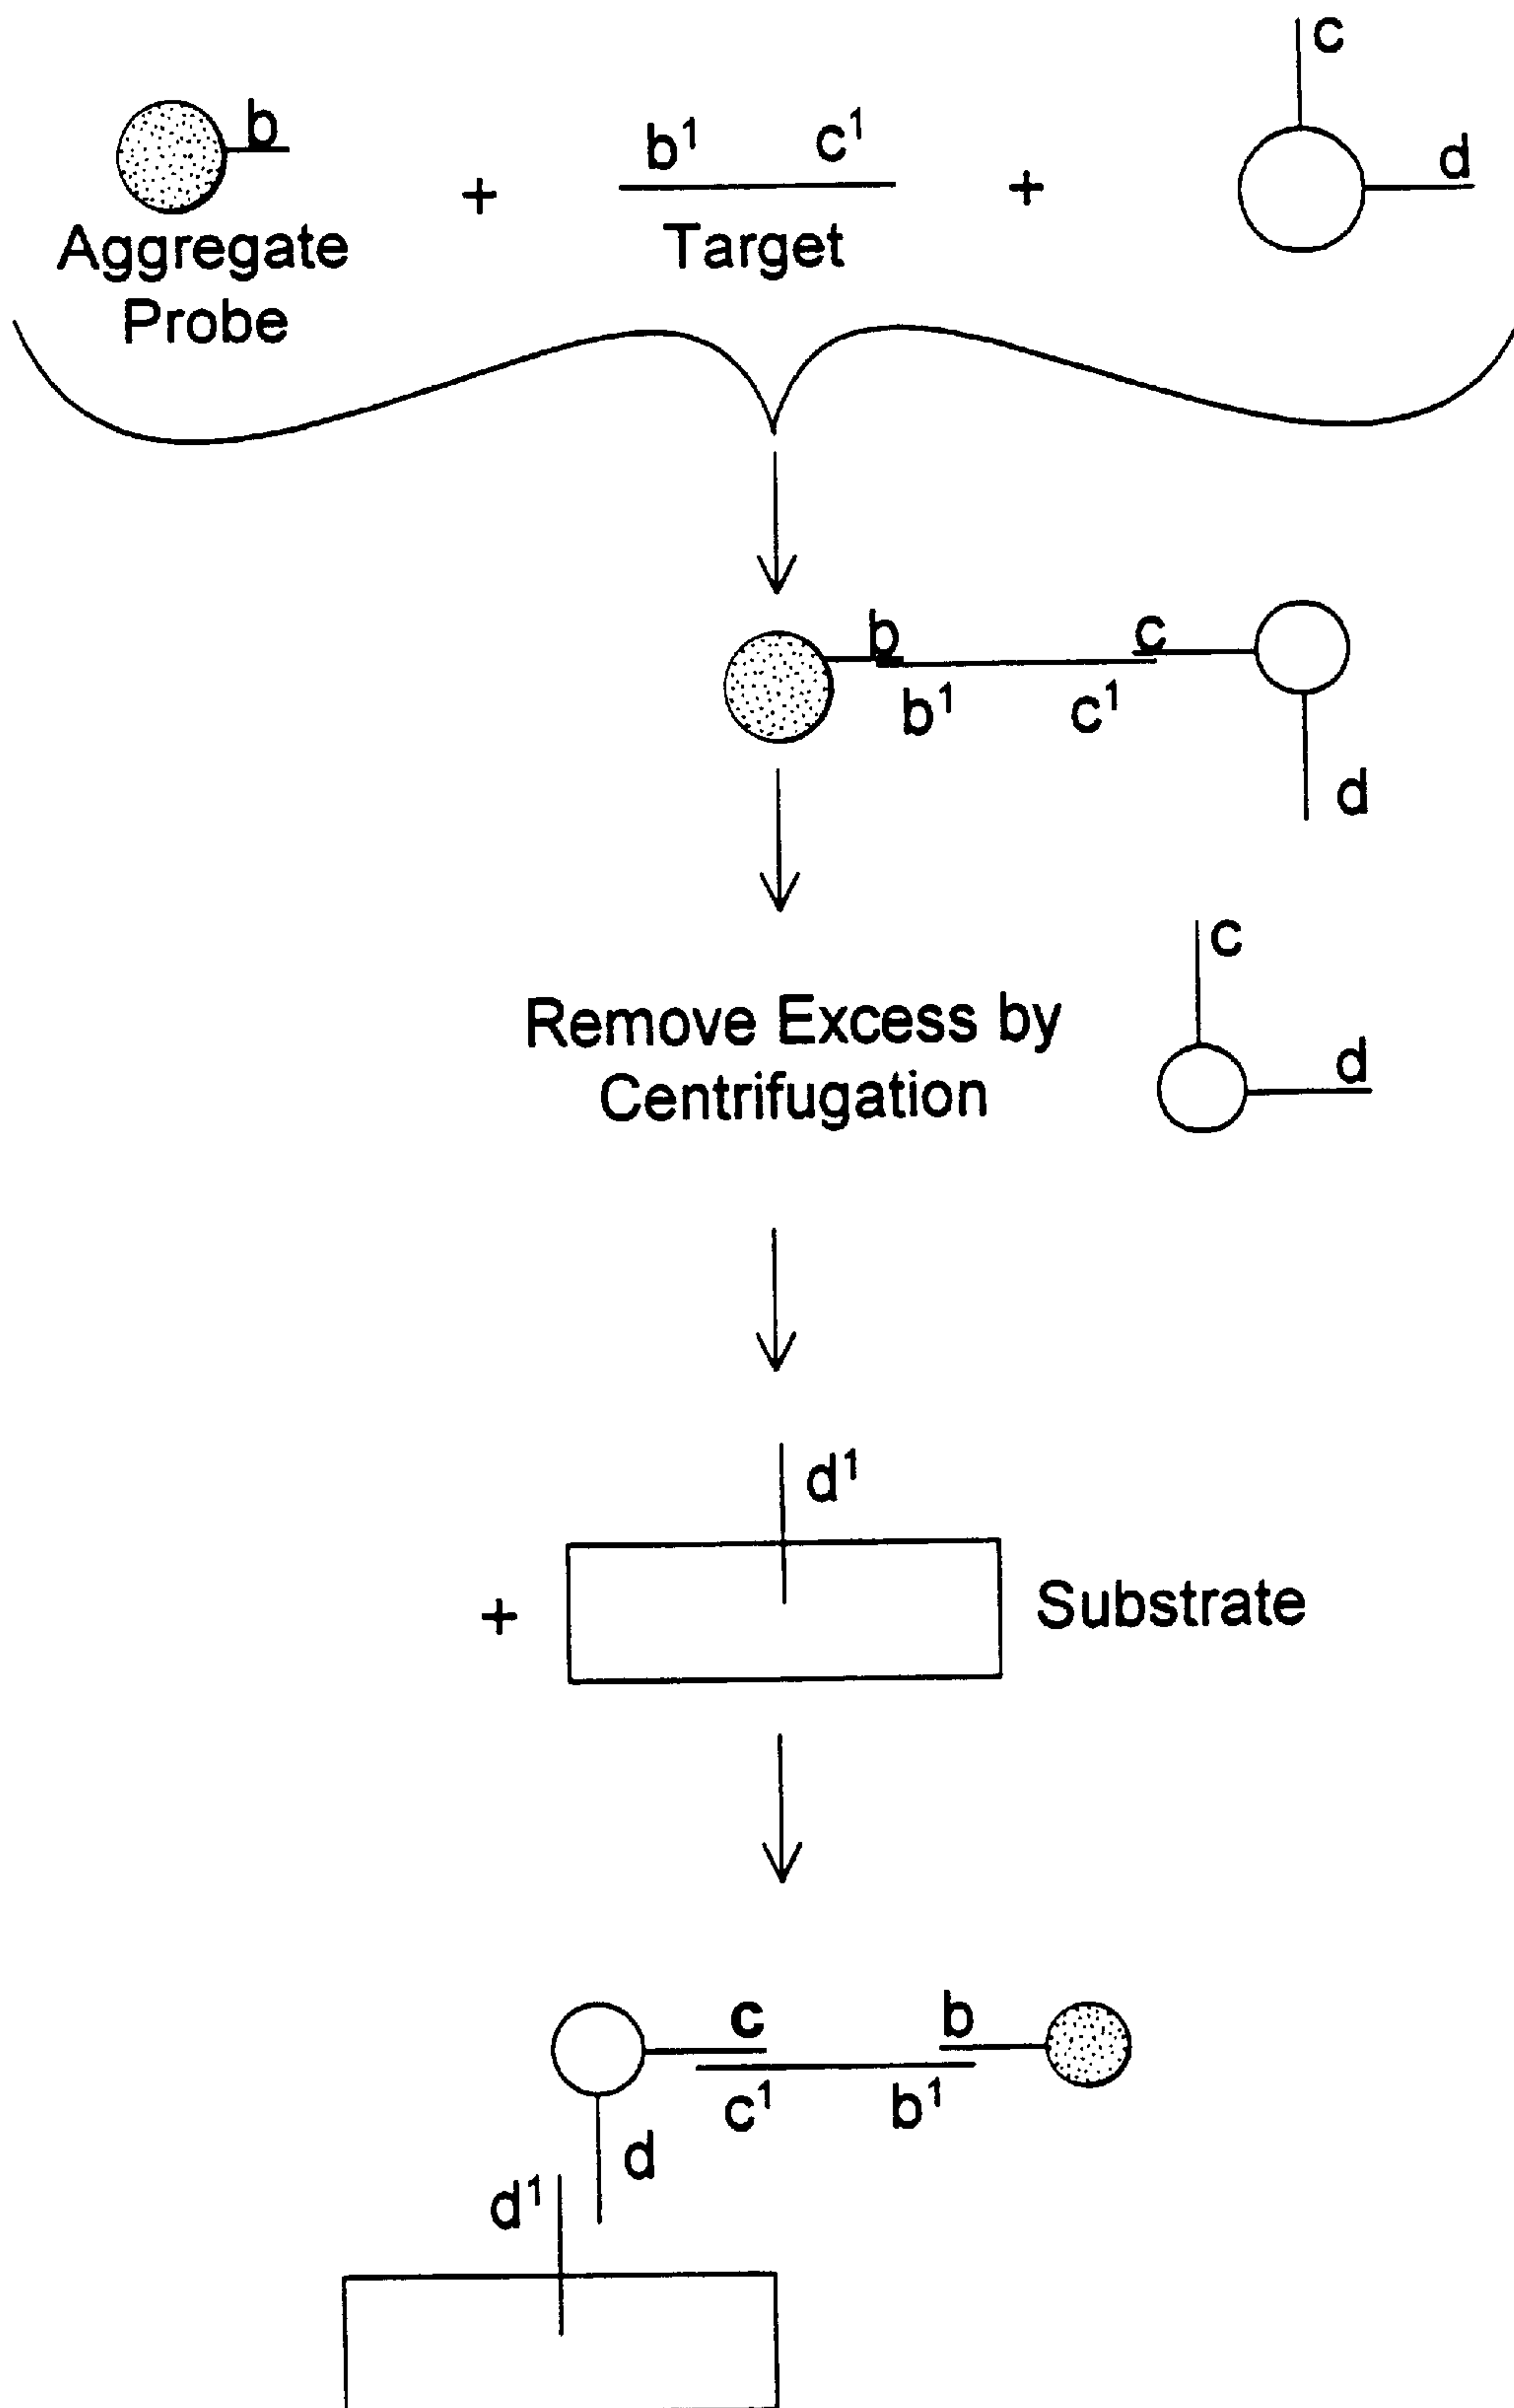 c
b
b¹ c¹
d
+
+
Aggregate
Probe
Target
b
c
b¹
c¹
d
c
Remove Excess by
Centrifugation
d
d¹
+
Substrate
c
b
c¹
b¹
d
d¹